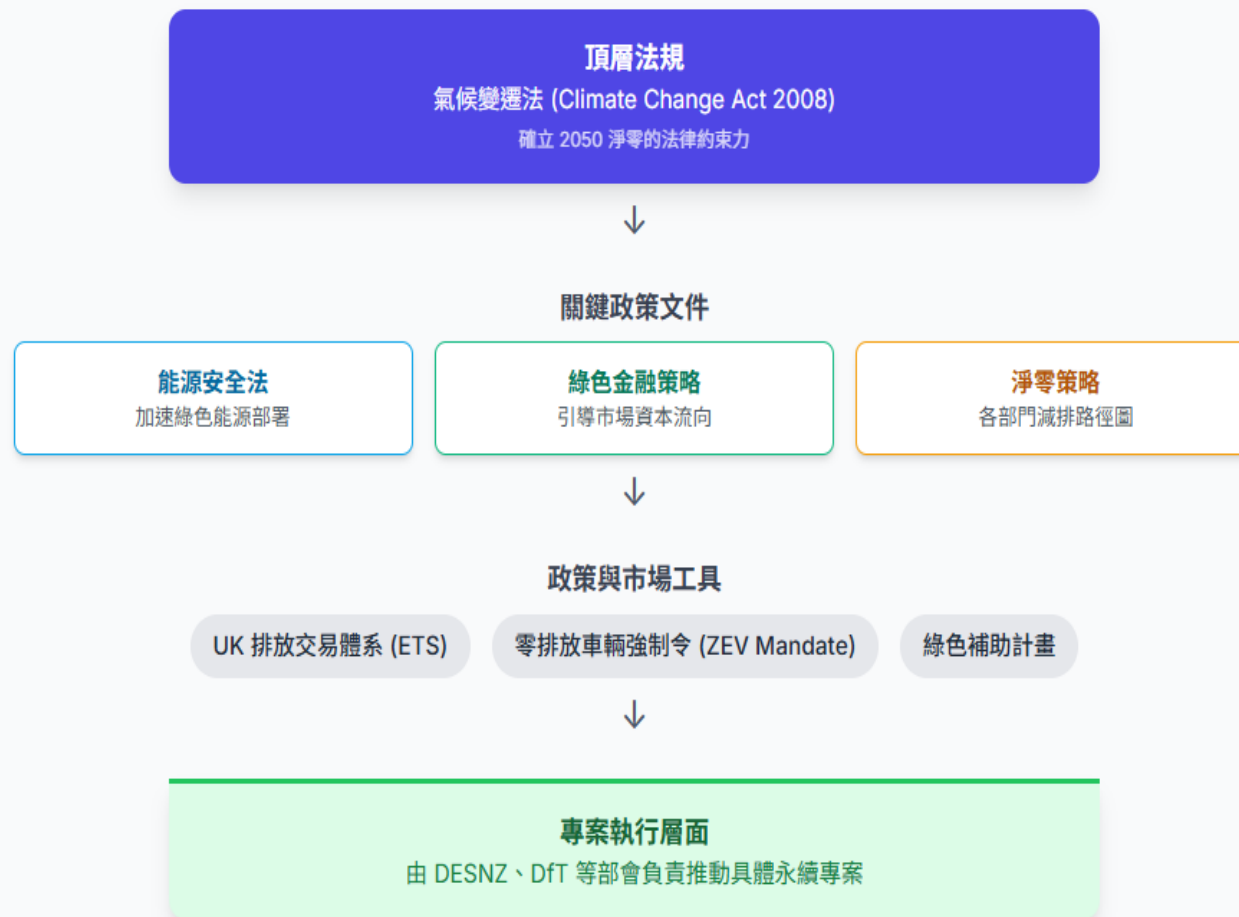 頂層法規
氣候變遷法 (Climate Change Act 2008)
確立 2050 淨零的法律約束力
↓
關鍵政策文件
能源安全法
加速綠色能源部署
綠色金融策略
引導市場資本流向
淨零策略
各部門減排路徑圖
↓
政策與市場工具
UK 排放交易體系 (ETS)
零排放車輛強制令 (ZEV Mandate)
綠色補助計畫
↓
專案執行層面
由 DESNZ、DfT 等部會負責推動具體永續專案